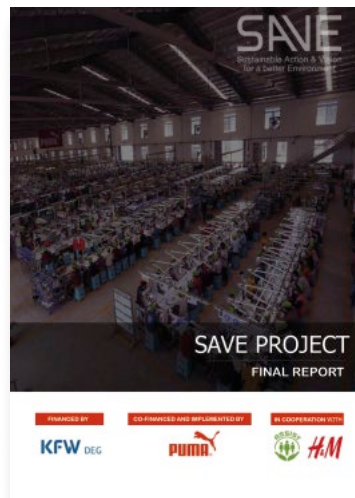 SAVE
Sustainable Action & Vision
for a better Environment
SAVE PROJECT
FINAL REPORT
FINANCED BY
CO-FINANCED AND IMPLEMENTED BY
IN COOPERATION WITH
KFW DEG
PUMA
ASSIST
H&M